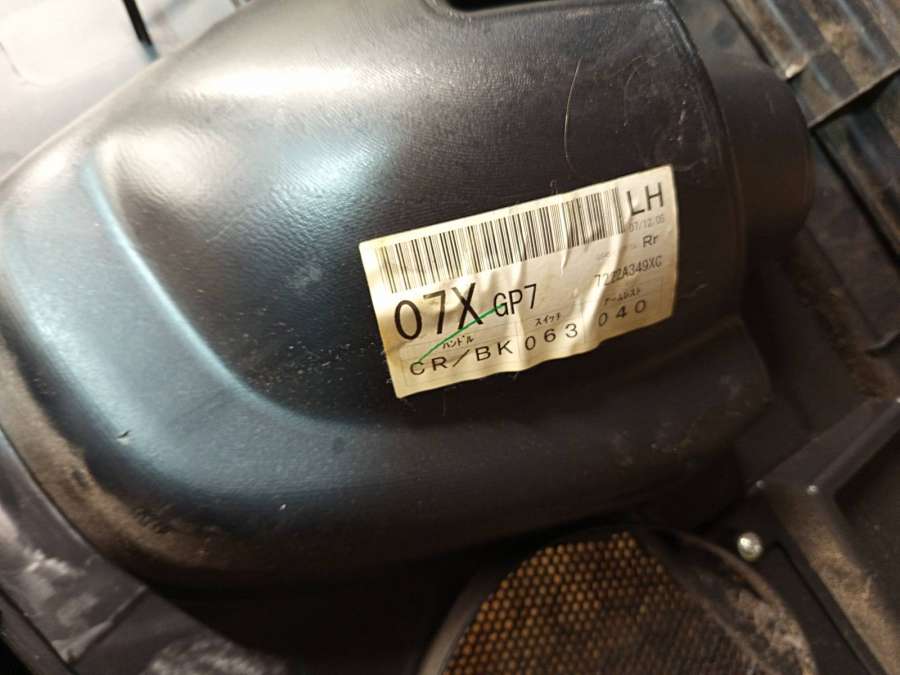 LH
07/12.06
Rr
07X GP7 7222A349XC
ハンドル スイッチ アームレスト
CR/BK 063 040